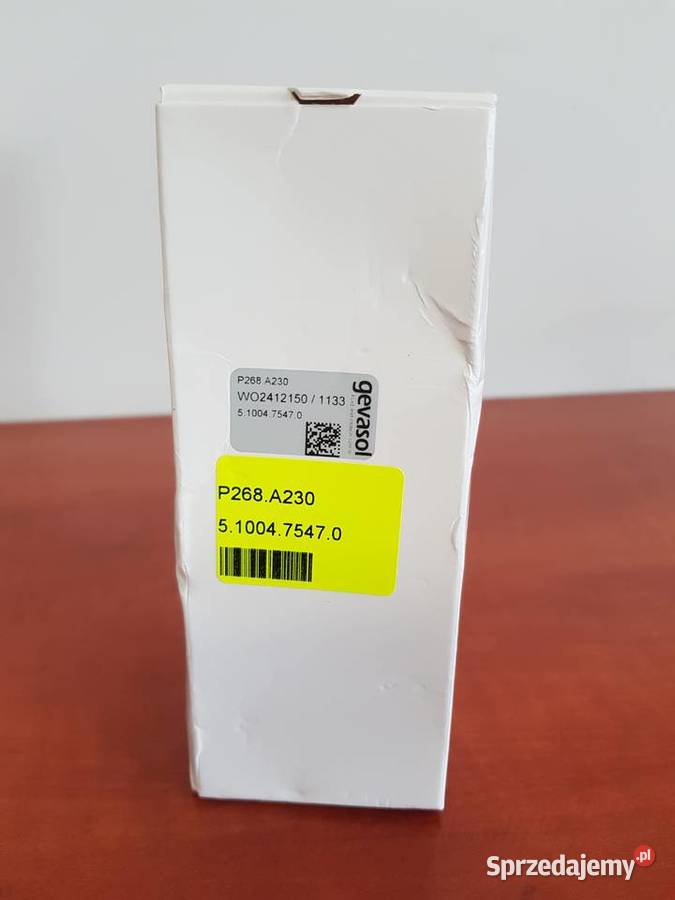 P268.A230
WO2412150 / 1133
5.1004.7547.0
gevasol
P268.A230
5.1004.7547.0
Sprzedajemy.pl